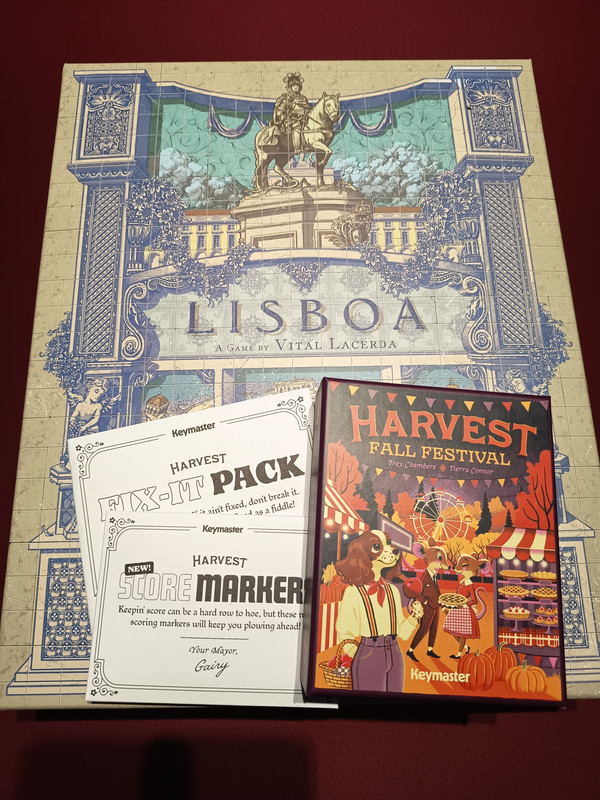 LISBOA
A GAME BY VITAL LACERDA
Keymaster
HARVEST
FIX-IT PACK
it ain't fixed, don't break it.
as a fiddle!
Keymaster
NEW!
HARVEST
SCORE MARKERS
Keepin' score can be a hard row to hoe, but these n
scoring markers will keep you plowing ahead!
Your Mayor,
Gairy
HARVEST
FALL FESTIVAL
Trey Chambers Tierra Connor
Keymaster